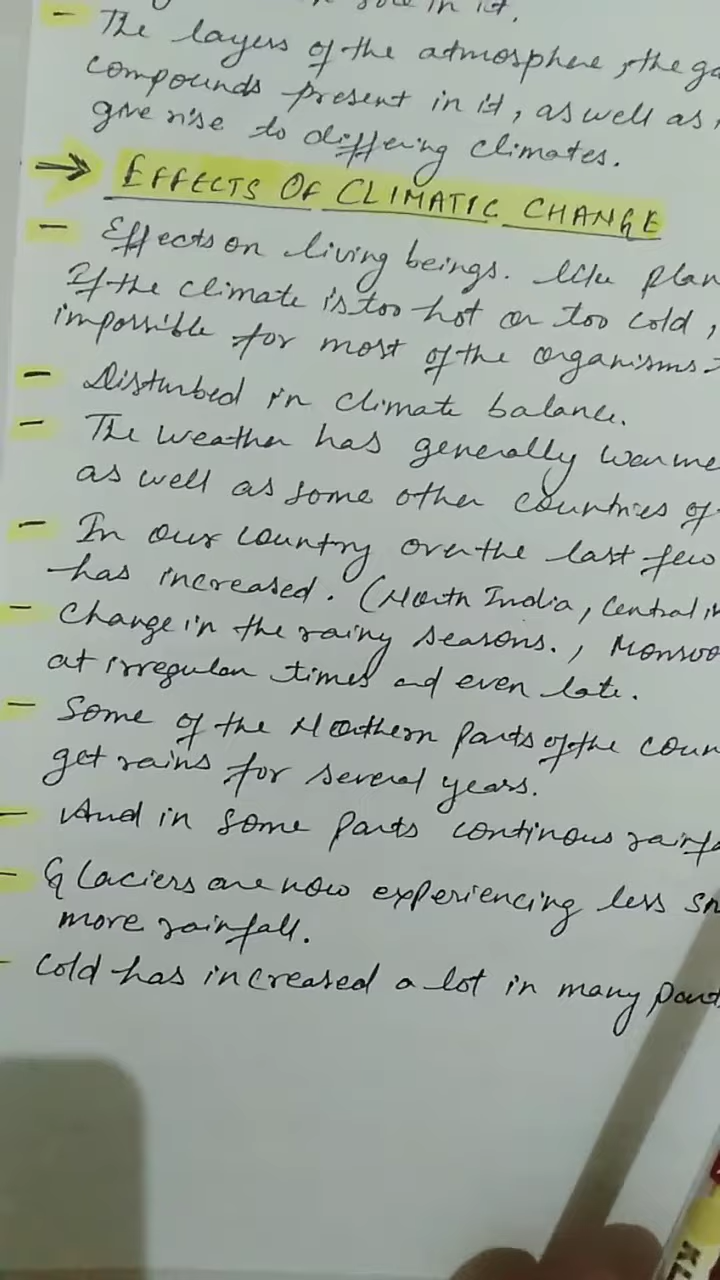 in it.
- The layers of the atmosphere, the
compounds present in it, as well as
give rise to differing climates.
→ EFFECTS OF CLIMATIC CHANGE
- Effects on living beings. like
If the climate is too hot or too cold,
impossible for most of the organisms
- Disturbed in climate balance.
- The weather has generally
as well as some other countries of
- In our country over the last few
has increased. (North India, Central
- Change in the rainy seasons.,
at irregular times and even late.
- Some of the Northern parts of the
get rains for several years.
- And in some parts continous
- Glaciers are now experiencing less
more rainfall.
- Cold has increased a lot in many